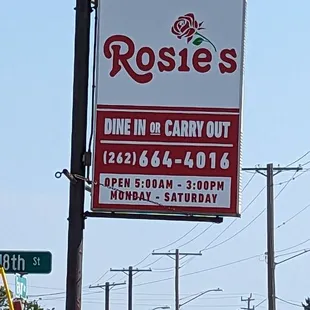 Rosie's
DINE IN OR CARRY OUT
(262) 664-4016
OPEN 5:00AM - 3:00PM
MONDAY - SATURDAY
8th St